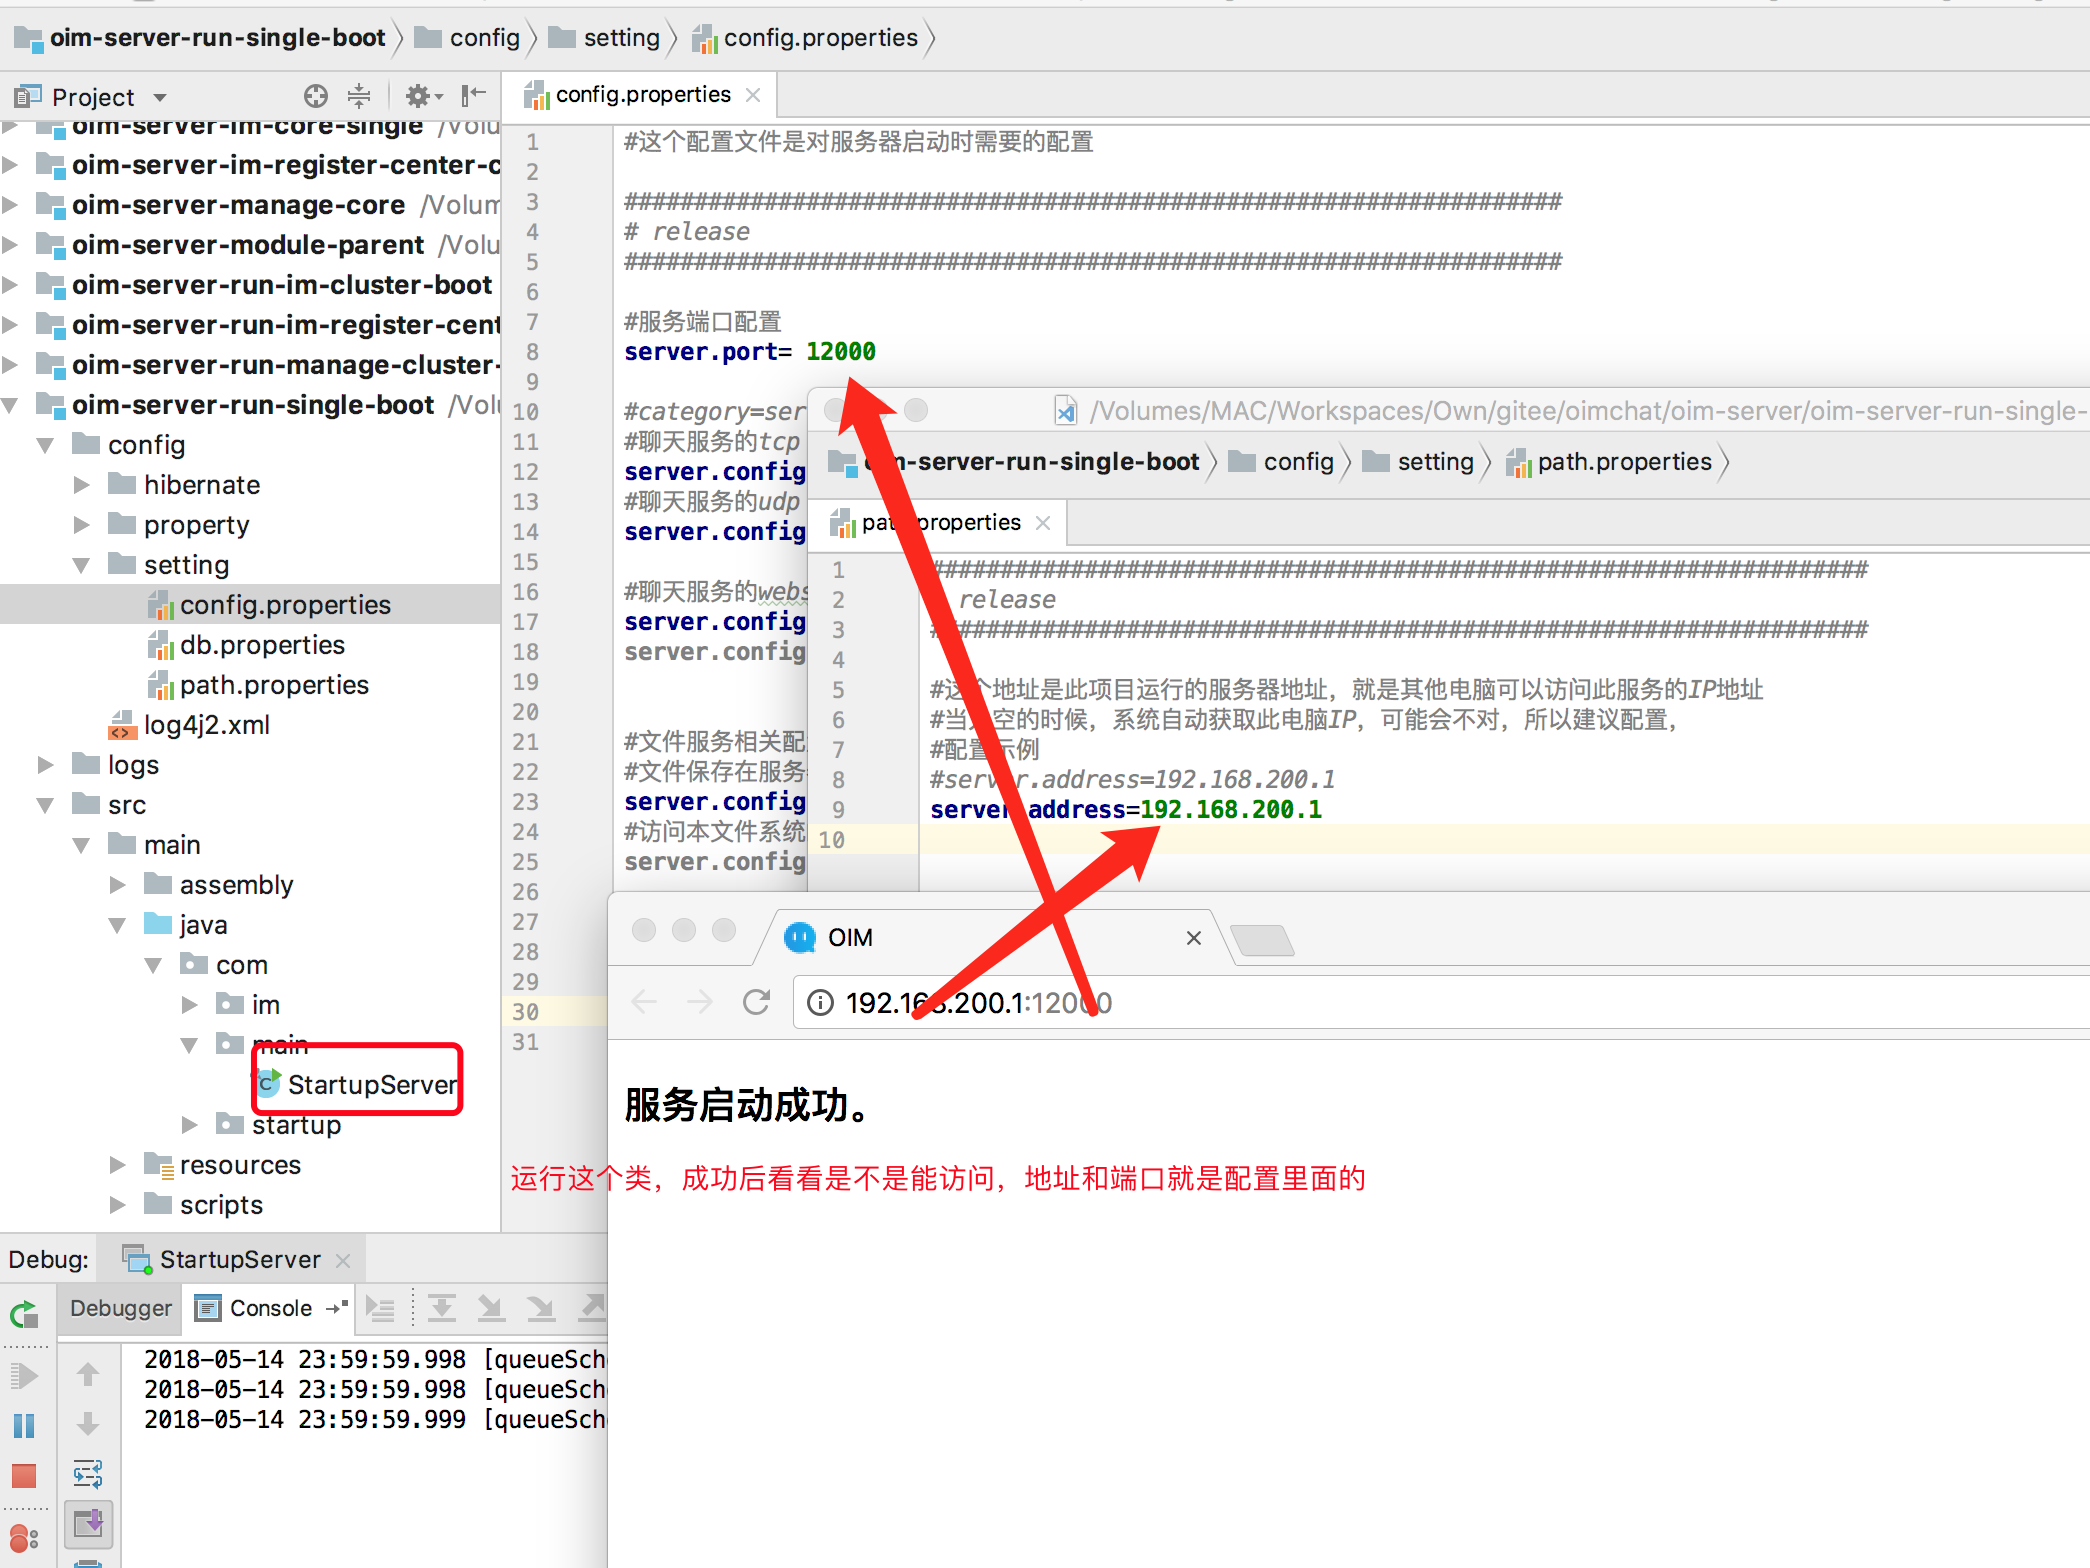 oim-server-run-single-boot config setting config.properties
Project
config.properties
oim-server-im-core-single /Volu
oim-server-im-register-center-c
oim-server-manage-core /Volum
oim-server-module-parent /Volu
oim-server-run-im-cluster-boot
oim-server-run-im-register-cent
oim-server-run-manage-cluster-
oim-server-run-single-boot /Vol
config
hibernate
property
setting
config.properties
db.properties
path.properties
log4j2.xml
logs
src
main
assembly
java
com
im
main
StartupServer
startup
resources
scripts
1 #这个配置文件是对服务器启动时需要的配置
2
3 ###################################################################
4 # release
5 ###################################################################
6
7 #服务端口配置
8 server.port= 12000
9
10 #category=ser
11 #聊天服务的tcp
12 server.config
13 #聊天服务的udp
14 server.config
15
16 #聊天服务的webs
17 server.config
18 server.config
19
20
21 #文件服务相关配
22 #文件保存在服务
23 server.config
24 #访问本文件系统
25 server.config
26
27
28
29
30
31
/Volumes/MAC/Workspaces/Own/gitee/oimchat/oim-server/oim-server-run-single-
oim-server-run-single-boot config setting path.properties
path.properties
1 ###################################################################
2 release
3 ###################################################################
4
5 #这个地址是此项目运行的服务器地址，就是其他电脑可以访问此服务的IP地址
6 #当为空的时候，系统自动获取此电脑IP，可能会不对，所以建议配置，
7 #配置示例
8 #server.address=192.168.200.1
9 server.address=192.168.200.1
10
OIM
192.168.200.1:12000
服务启动成功。
运行这个类，成功后看看是不是能访问，地址和端口就是配置里面的
Debug: StartupServer
Debugger Console
2018-05-14 23:59:59.998 [queueSch
2018-05-14 23:59:59.998 [queueSch
2018-05-14 23:59:59.999 [queueSch